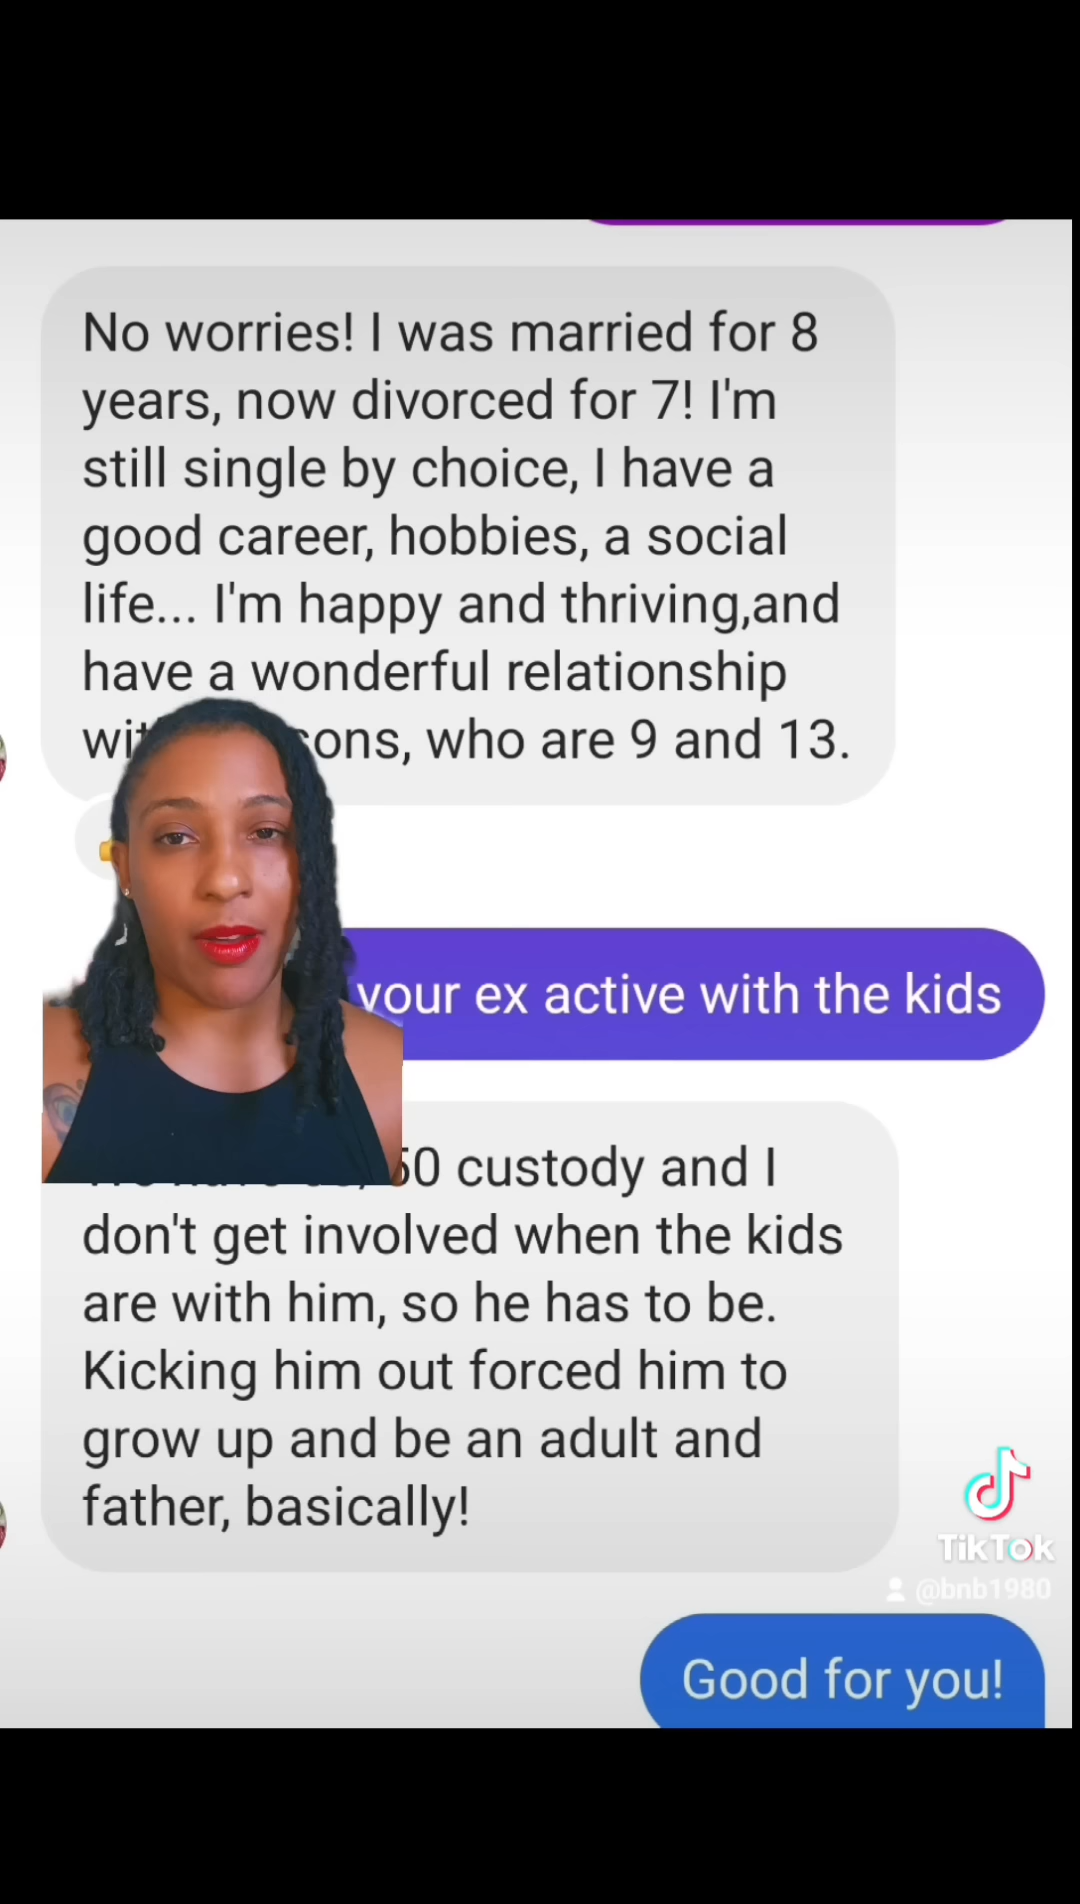 No worries! I was married for 8
years, now divorced for 7! I'm
still single by choice, I have a
good career, hobbies, a social
life... I'm happy and thriving,and
have a wonderful relationship
who are 9 and 13.
your ex active with the kids
custody and I
don't get involved when the kids
are with him, so he has to be.
Kicking him out forced him to
grow up and be an adult and
father, basically!
TikTok
@bnb1980
Good for you!